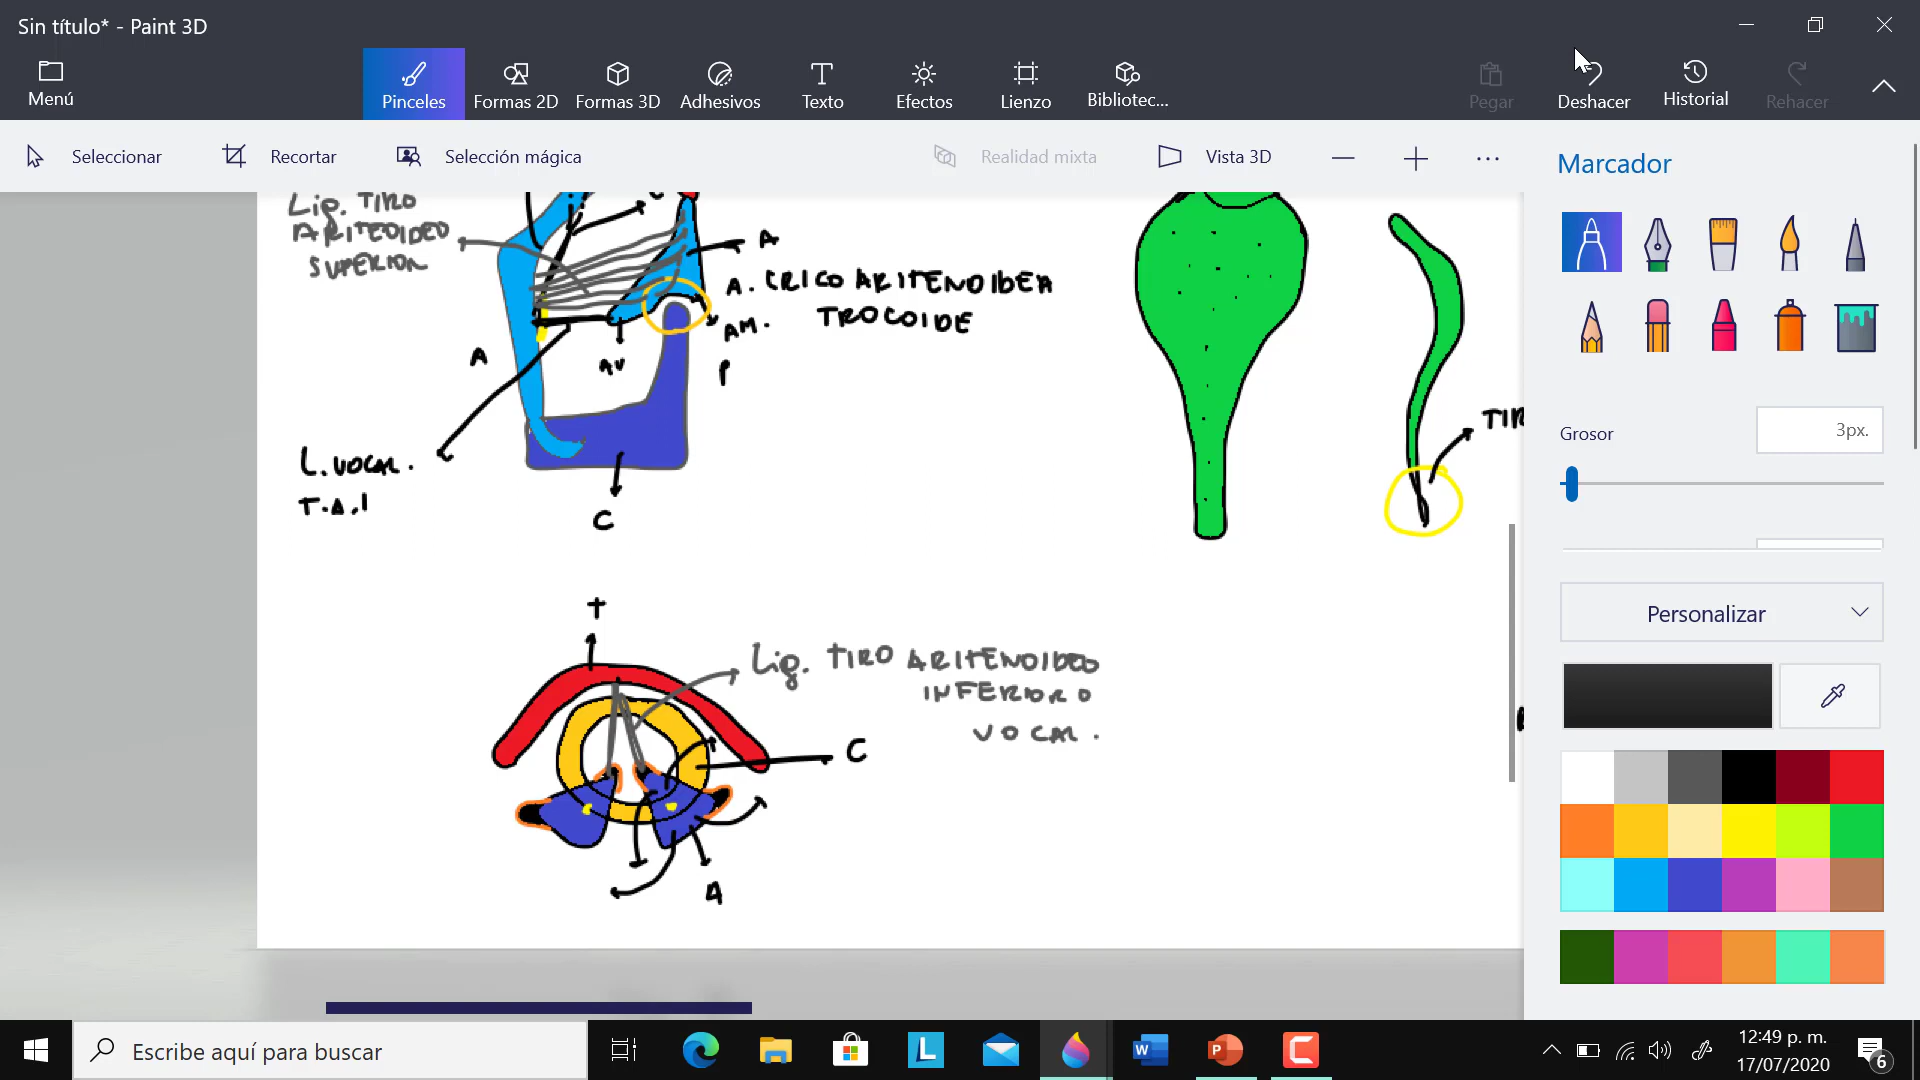 Sin título* - Paint 3D
Menú
Pinceles
Formas 2D
Formas 3D
Adhesivos
Texto
Efectos
Lienzo
Bibliotec...
Pegar
Deshacer
Historial
Rehacer
Seleccionar
Recortar
Selección mágica
Realidad mixta
Vista 3D
Marcador
Lig. TIRO
ARITEOIDEO
SUPERIOR
A
A. CRICO ARITENOIDEA
TROCOIDE
AM.
P
A
AV
L. VOCAL.
T.A.I
C
TIR
T
Lig. TIRO ARITENOIDEO
INFERIOR O
VOCAL.
C
A
Grosor
3px.
Personalizar
Escribe aquí para buscar
12:49 p. m.
17/07/2020
6